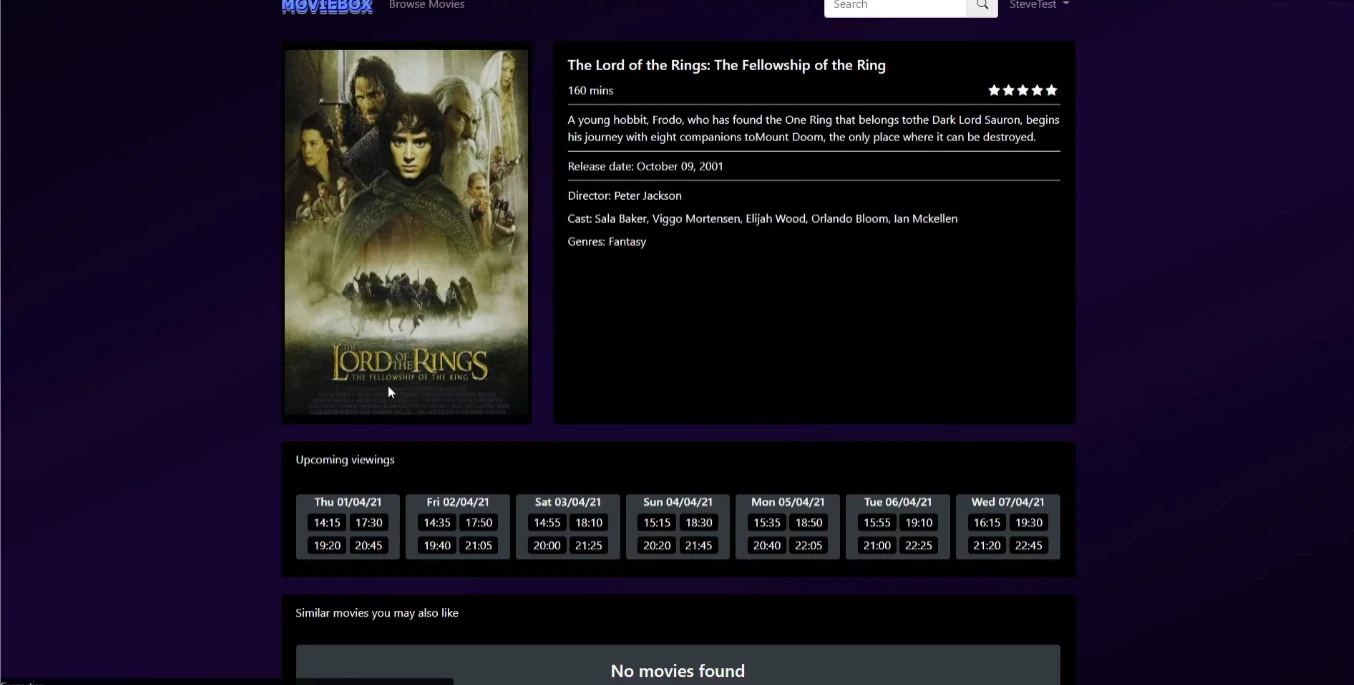 MOVIEBOX Browse Movies Search SteveTest
The Lord of the Rings: The Fellowship of the Ring
160 mins
A young hobbit, Frodo, who has found the One Ring that belongs tothe Dark Lord Sauron, begins
his journey with eight companions toMount Doom, the only place where it can be destroyed.
Release date: October 09, 2001
Director: Peter Jackson
Cast: Sala Baker, Viggo Mortensen, Elijah Wood, Orlando Bloom, Ian Mckellen
Genres: Fantasy
THE
LORD OF THE RINGS
THE FELLOWSHIP OF THE RING
Upcoming viewings
Thu 01/04/21 Fri 02/04/21 Sat 03/04/21 Sun 04/04/21 Mon 05/04/21 Tue 06/04/21 Wed 07/04/21
14:15 17:30 14:35 17:50 14:55 18:10 15:15 18:30 15:35 18:50 15:55 19:10 16:15 19:30
19:20 20:45 19:40 21:05 20:00 21:25 20:20 21:45 20:40 22:05 21:00 22:25 21:20 22:45
Similar movies you may also like
No movies found